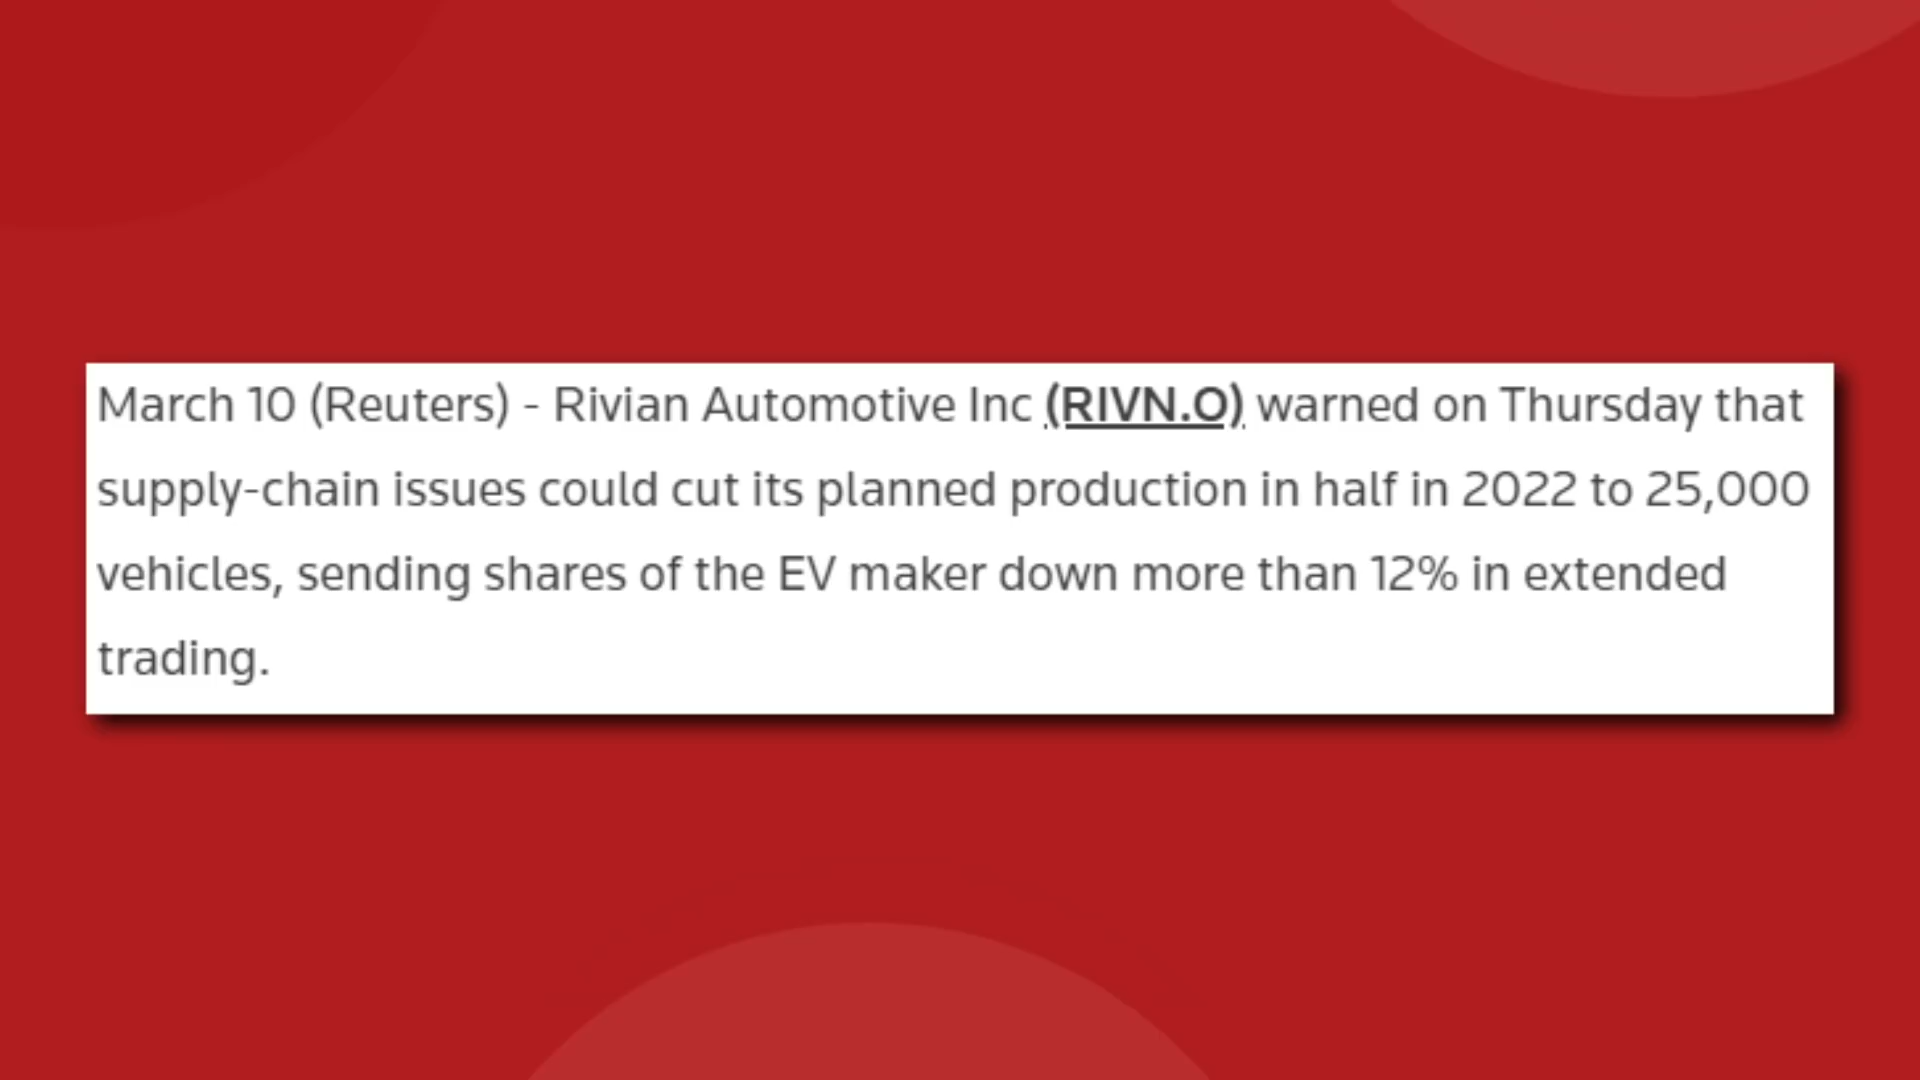 March 10 (Reuters) - Rivian Automotive Inc (RIVN.O) warned on Thursday that
supply-chain issues could cut its planned production in half in 2022 to 25,000
vehicles, sending shares of the EV maker down more than 12% in extended
trading.